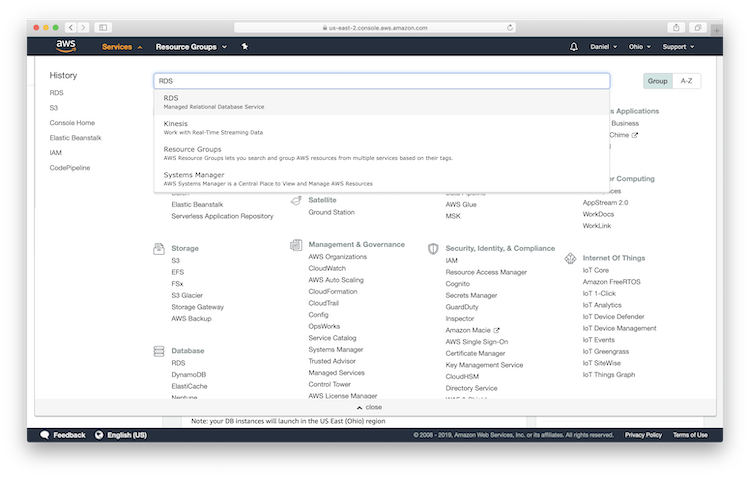 us-east-2.console.aws.amazon.com
aws
Services
Resource Groups
Daniel
Ohio
Support
History
RDS
S3
Console Home
Elastic Beanstalk
IAM
CodePipeline
RDS
Group
A-Z
RDS
Managed Relational Database Service
Kinesis
Work with Real-Time Streaming Data
Resource Groups
AWS Resource Groups lets you search and group AWS resources from multiple services based on their tags.
Systems Manager
AWS Systems Manager is a Central Place to View and Manage AWS Resources
Elastic Beanstalk
Serverless Application Repository
Storage
S3
EFS
FSx
S3 Glacier
Storage Gateway
AWS Backup
Database
RDS
DynamoDB
ElastiCache
Neptune
Satellite
Ground Station
Management & Governance
AWS Organizations
CloudWatch
AWS Auto Scaling
CloudFormation
CloudTrail
Config
OpsWorks
Service Catalog
Systems Manager
Trusted Advisor
Managed Services
Control Tower
AWS License Manager
AWS Glue
MSK
Security, Identity, & Compliance
IAM
Resource Access Manager
Cognito
Secrets Manager
GuardDuty
Inspector
Amazon Macie
AWS Single Sign-On
Certificate Manager
Key Management Service
CloudHSM
Directory Service
Applications
Business
Chime
Computing
AppStream 2.0
WorkDocs
WorkLink
Internet Of Things
IoT Core
Amazon FreeRTOS
IoT 1-Click
IoT Analytics
IoT Device Defender
IoT Device Management
IoT Events
IoT Greengrass
IoT SiteWise
IoT Things Graph
close
Note: your DB instances will launch in the US East (Ohio) region
Feedback
English (US)
© 2008 - 2019, Amazon Web Services, Inc. or its affiliates. All rights reserved.
Privacy Policy
Terms of Use